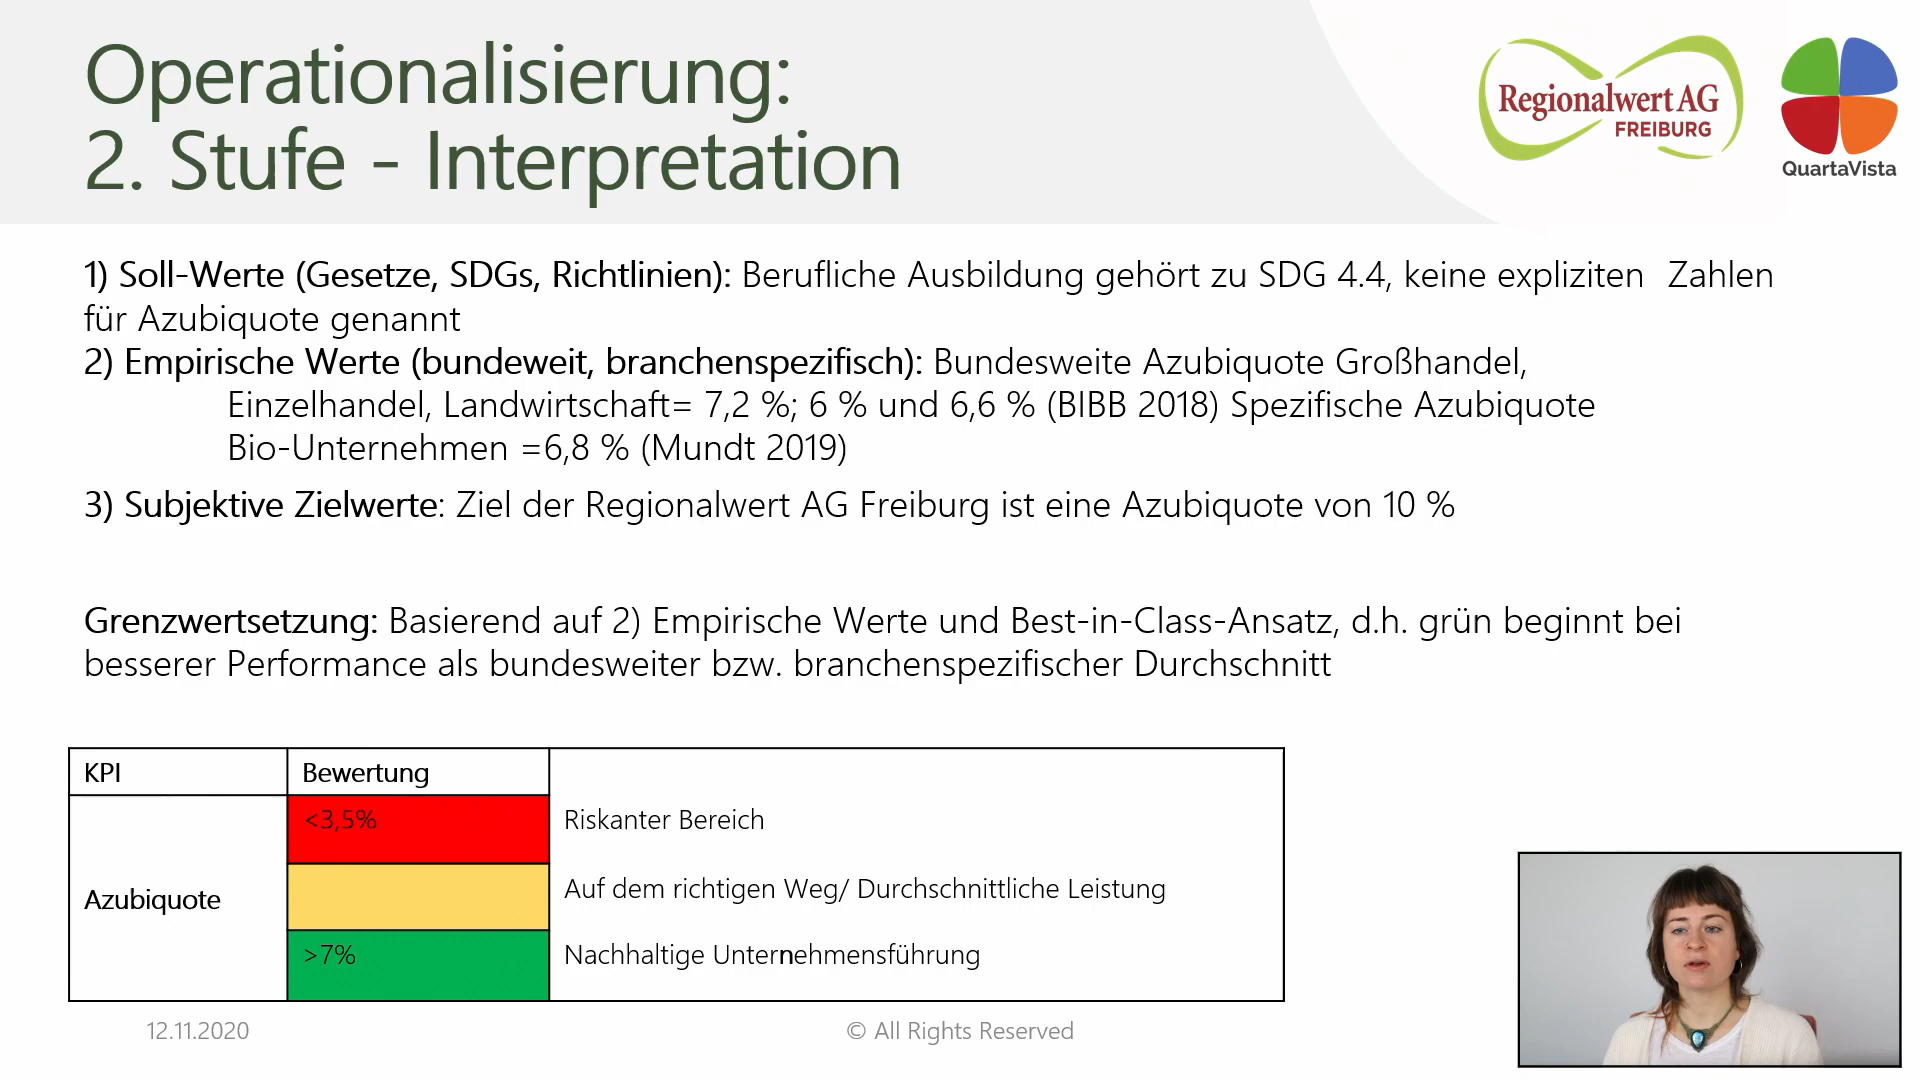 Operationalisierung:
2. Stufe - Interpretation
Regionalwert AG
FREIBURG
QuartaVista
1) Soll-Werte (Gesetze, SDGs, Richtlinien): Berufliche Ausbildung gehört zu SDG 4.4, keine expliziten Zahlen
für Azubiquote genannt
2) Empirische Werte (bundeweit, branchenspezifisch): Bundesweite Azubiquote Großhandel,
Einzelhandel, Landwirtschaft= 7,2 %; 6 % und 6,6 % (BIBB 2018) Spezifische Azubiquote
Bio-Unternehmen =6,8 % (Mundt 2019)
3) Subjektive Zielwerte: Ziel der Regionalwert AG Freiburg ist eine Azubiquote von 10 %
Grenzwertsetzung: Basierend auf 2) Empirische Werte und Best-in-Class-Ansatz, d.h. grün beginnt bei
besserer Performance als bundesweiter bzw. branchenspezifischer Durchschnitt
KPI Bewertung
<3,5% Riskanter Bereich
Auf dem richtigen Weg/ Durchschnittliche Leistung
Azubiquote
>7% Nachhaltige Unternehmensführung
12.11.2020 © All Rights Reserved